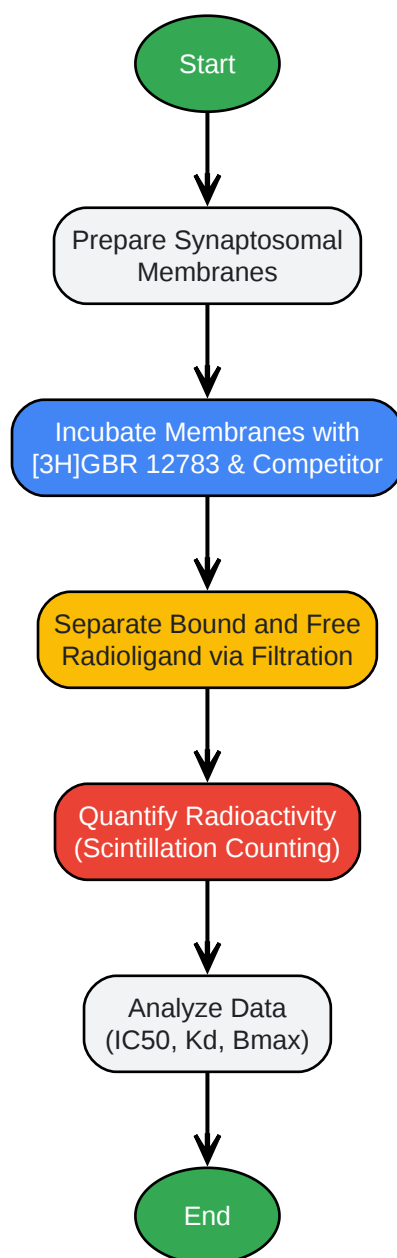 Start
Prepare Synaptosomal
Membranes
Incubate Membranes with
[3H]GBR 12783 & Competitor
Separate Bound and Free
Radioligand via Filtration
Quantify Radioactivity
(Scintillation Counting)
Analyze Data
(IC50, Kd, Bmax)
End